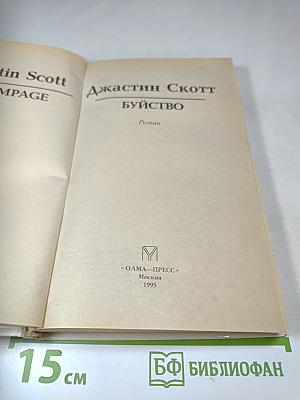 tin Scott
MPAGE
Джастин Скотт
БУЙСТВО
Роман
«ОЛМА—ПРЕСС»
Москва
1995
15 см
БФ БИБЛИОФАН